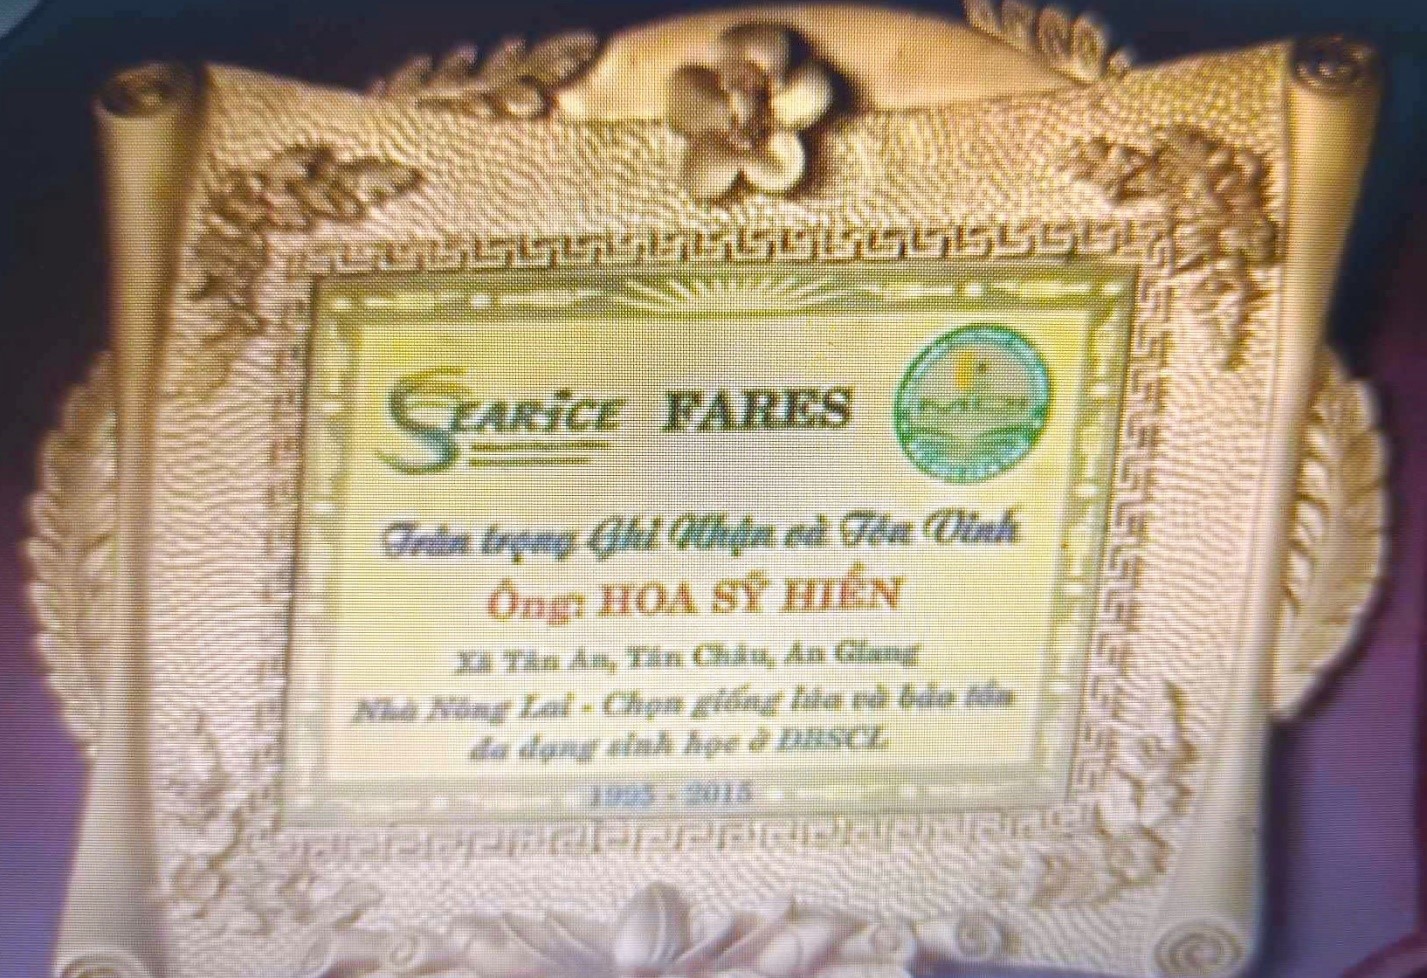 SEARICE FARES
Trân trọng Ghi Nhận và Tôn Vinh
Ông: HOA SỸ HIỀN
Xã Tân An, Tân Châu, An Giang
Nhà Nông Lai - Chọn giống lúa và bảo tồn
đa dạng sinh học ở ĐBSCL
1995 - 2015